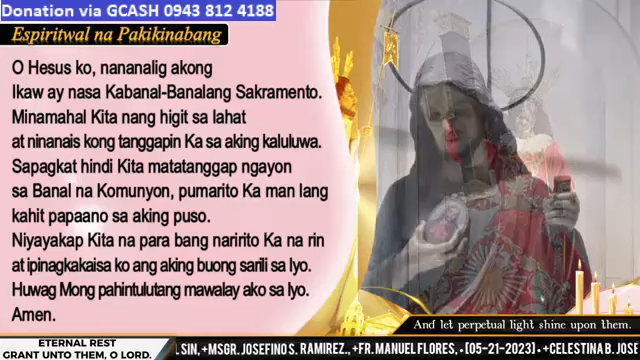 Donation via GCASH 0943 812 4188
Espiritwal na Pakikinabang
O Hesus ko, nananalig akong
Ikaw ay nasa Kabanal-Banalang Sakramento.
Minamahal Kita nang higit sa lahat
at ninanais kong tanggapin Ka sa aking kaluluwa.
Sapagkat hindi Kita matatanggap ngayon
sa Banal na Komunyon, pumarito Ka man lang
kahit papaano sa aking puso.
Niyayakap Kita na para bang naririto Ka na rin
at ipinagkakaisa ko ang aking buong sarili sa Iyo.
Huwag Mong pahintulutang mawalay ako sa Iyo.
Amen.
And let perpetual light shine upon them.
ETERNAL REST
GRANT UNTO THEM, O LORD.
L SIN, +MSGR. JOSEFINO S. RAMIREZ., +FR. MANUEL FLORES, - [05-21-2023] - +CELESTINA B. JOS